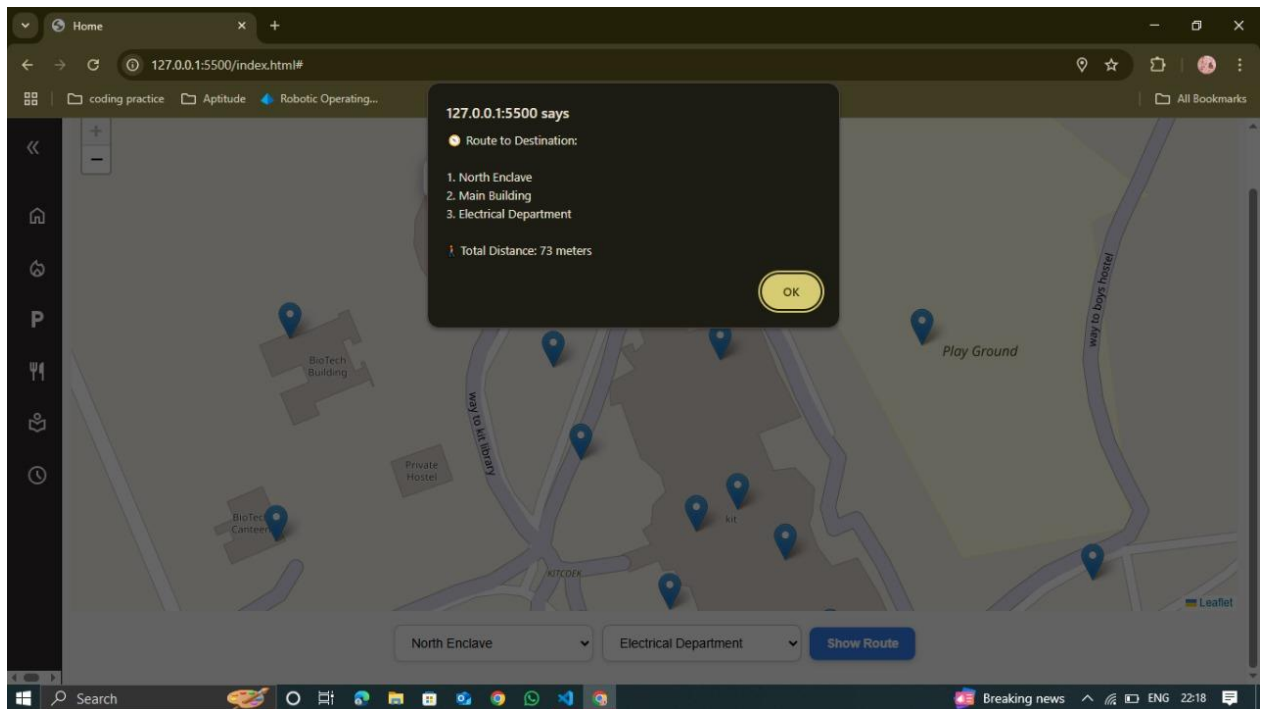 Home
127.0.0.1:5500/index.html#
coding practice
Aptitude
Robotic Operating...
All Bookmarks
127.0.0.1:5500 says
Route to Destination:
1. North Enclave
2. Main Building
3. Electrical Department
Total Distance: 73 meters
OK
BioTech
Building
way to kit library
Private
Hostel
Canteen
kit
KITCOEK
Play Ground
way to boys hostel
Leaflet
North Enclave
Electrical Department
Show Route
Search
Breaking news
ENG
22:18